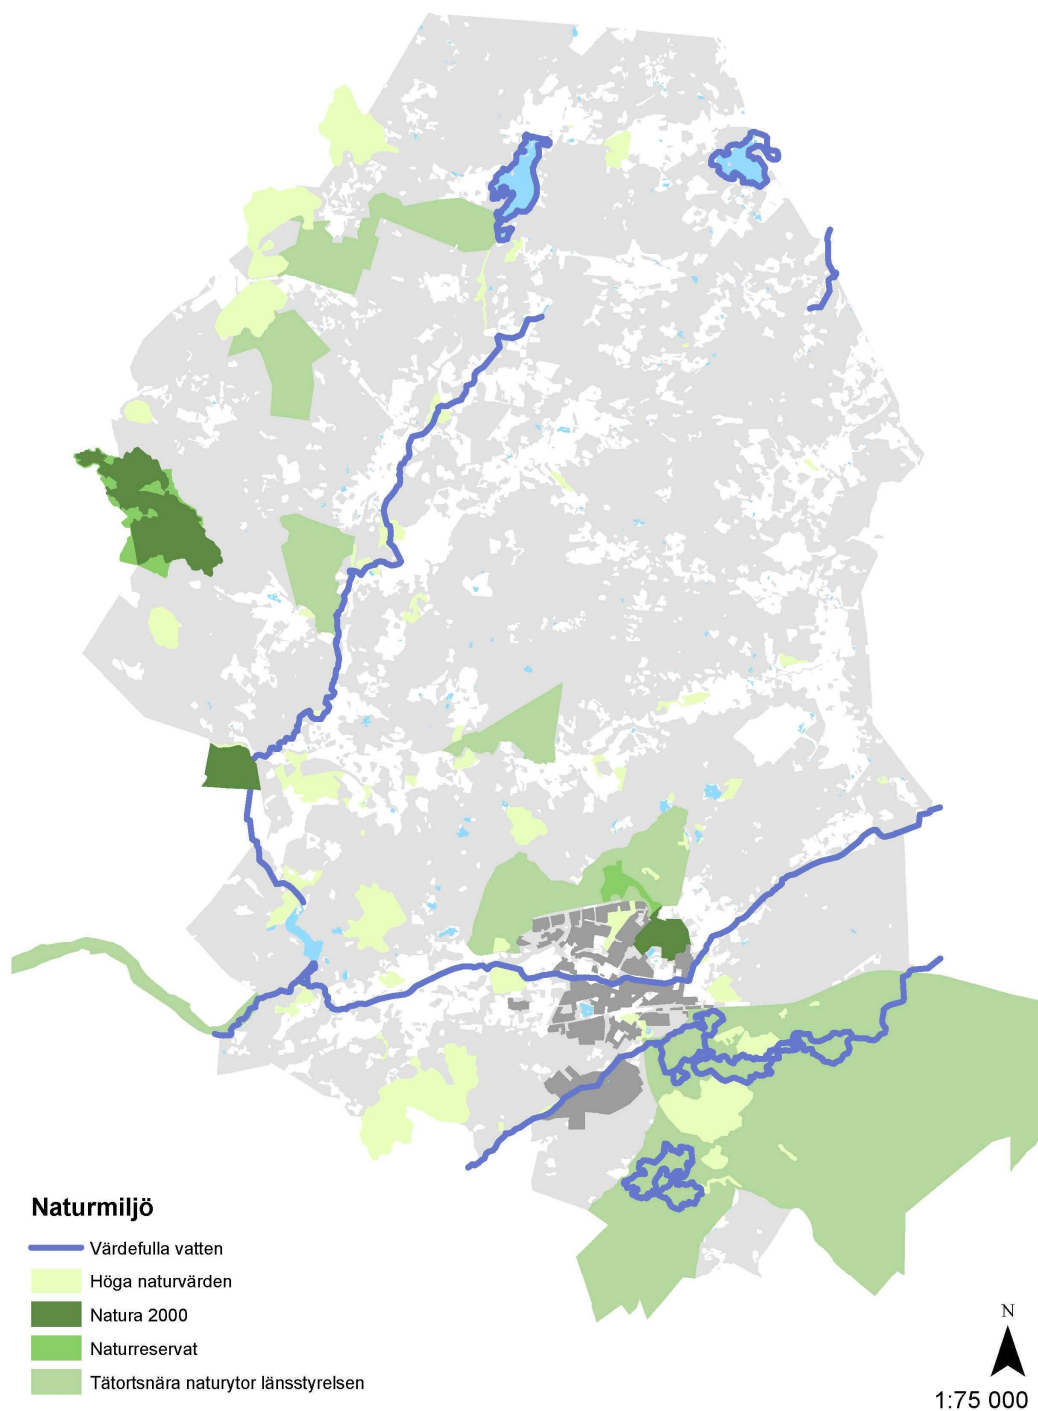 Naturmiljö
Värdefulla vatten
Höga naturvärden
Natura 2000
Naturreservat
Tätortsnära naturytor länsstyrelsen
N
1:75 000